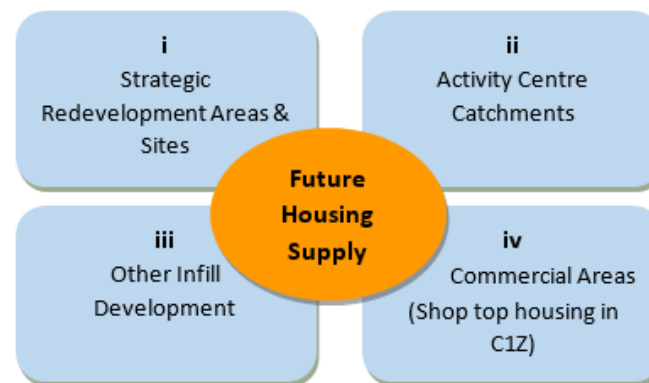 i
Strategic
Redevelopment Areas &
Sites
ii
Activity Centre
Catchments
Future
Housing
Supply
iii
Other Infill
Development
iv
Commercial Areas
(Shop top housing in
C1Z)